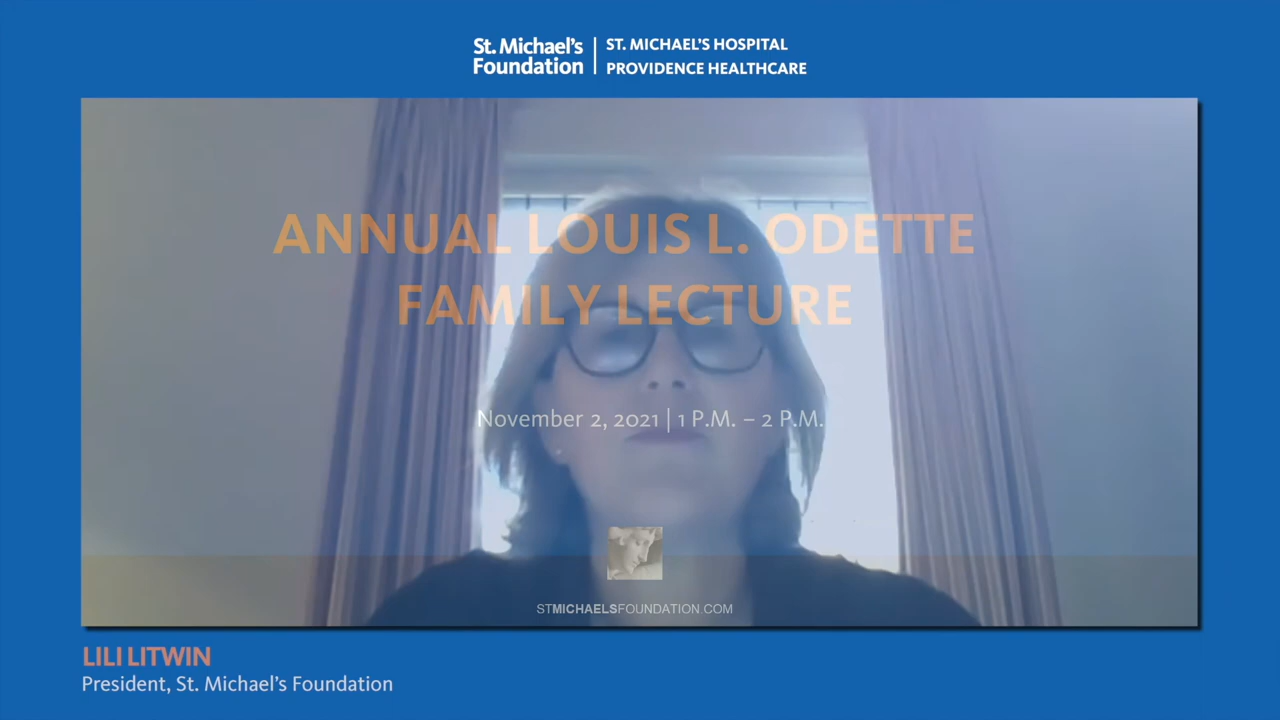 St. Michael's
Foundation
ST. MICHAEL'S HOSPITAL
PROVIDENCE HEALTHCARE
ANNUAL LOUIS L. ODETTE
FAMILY LECTURE
November 2, 2021 | 1 P.M. – 2 P.M.
STMICHAELSFOUNDATION.COM
LILI LITWIN
President, St. Michael's Foundation